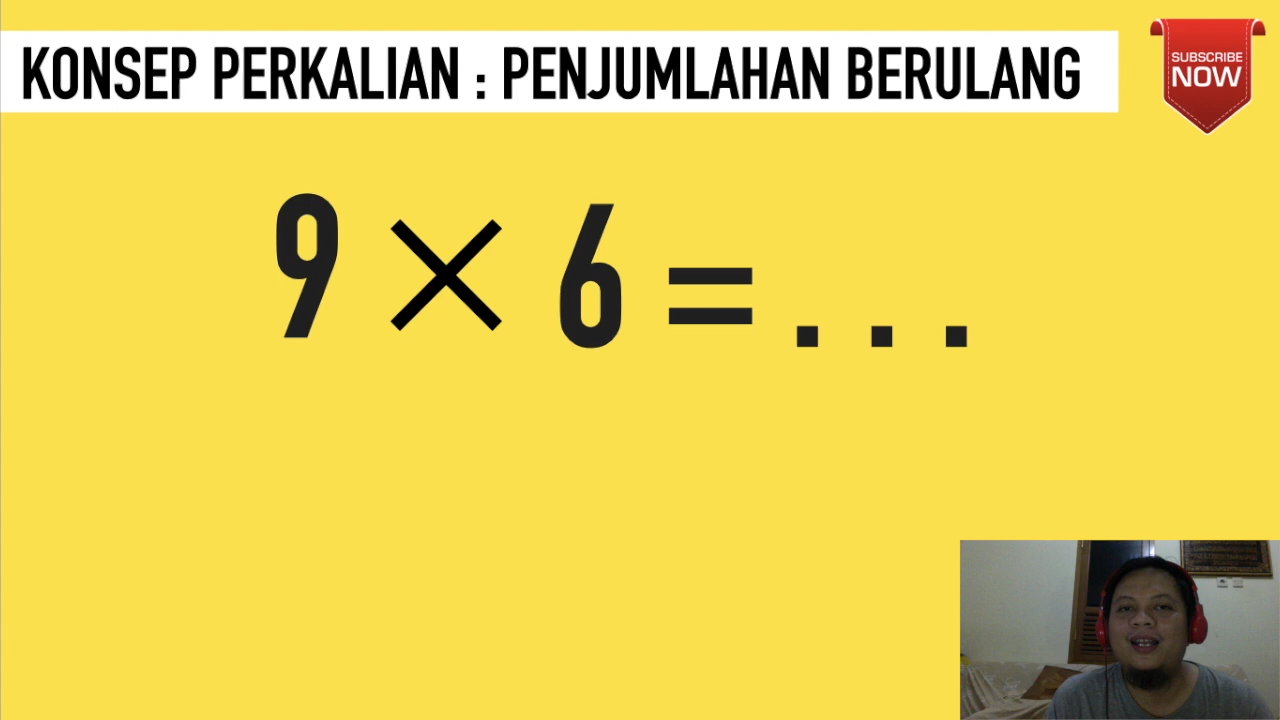 KONSEP PERKALIAN : PENJUMLAHAN BERULANG
SUBSCRIBE
NOW
9 × 6 = . . .